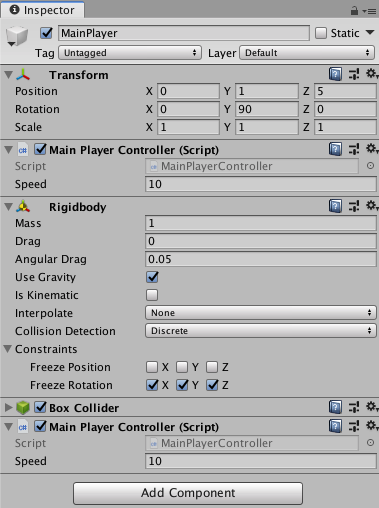 Inspector
MainPlayer Static
Tag Untagged Layer Default
Transform
Position X 0 Y 1 Z 5
Rotation X 0 Y 90 Z 0
Scale X 1 Y 1 Z 1
Main Player Controller (Script)
Script MainPlayerController
Speed 10
Rigidbody
Mass 1
Drag 0
Angular Drag 0.05
Use Gravity
Is Kinematic
Interpolate None
Collision Detection Discrete
Constraints
Freeze Position X Y Z
Freeze Rotation X Y Z
Box Collider
Main Player Controller (Script)
Script MainPlayerController
Speed 10
Add Component